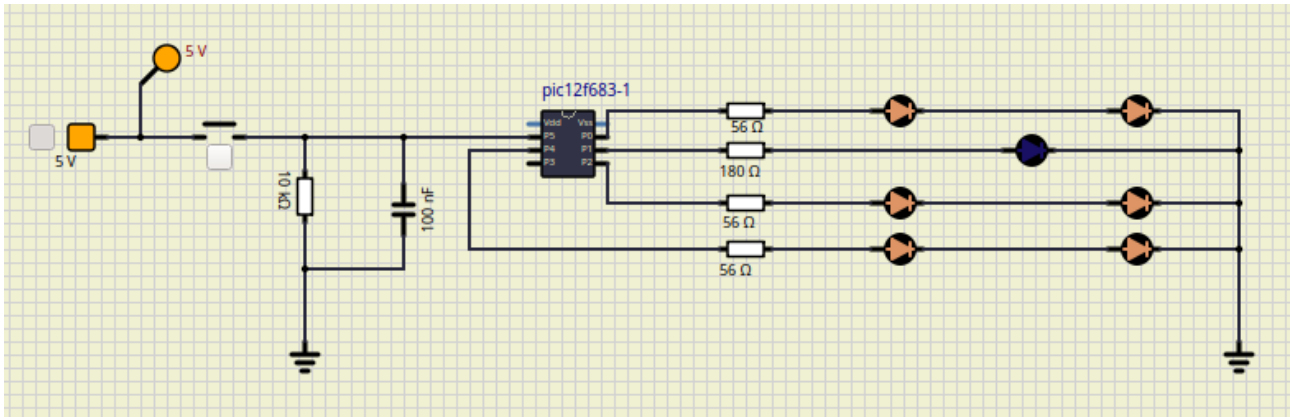 5 V
5 V
10 kΩ
100 nF
pic12f683-1
Vdd
Vss
P5
P0
P4
P1
P3
P2
56 Ω
180 Ω
56 Ω
56 Ω